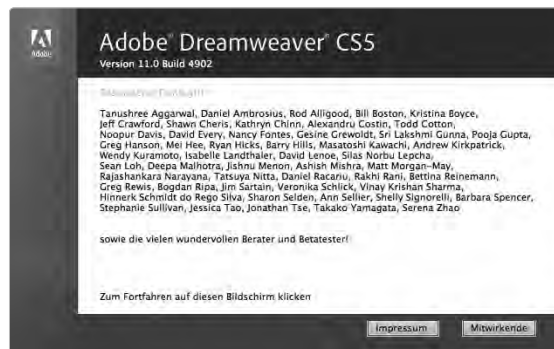 Adobe
Adobe® Dreamweaver® CS5
Version 11.0 Build 4902
Tanushree Aggarwal, Daniel Ambrosius, Rod Alligood, Bill Boston, Kristina Boyce,
Jeff Crawford, Shawn Cheris, Kathryn Chinn, Alexandru Costin, Todd Cotton,
Noopur Davis, David Every, Nancy Fontes, Gesine Grewoldt, Sri Lakshmi Gunna, Pooja Gupta,
Greg Hanson, Mei Hee, Ryan Hicks, Barry Hills, Masatoshi Kawachi, Andrew Kirkpatrick,
Wendy Kuramoto, Isabelle Landthaler, David Lenoe, Silas Norbu Lepcha,
Sean Loh, Deepa Malhotra, Jishnu Menon, Ashish Mishra, Matt Morgan-May,
Rajashankara Narayana, Tatsuya Nitta, Daniel Racanu, Rakhi Rani, Bettina Reinemann,
Greg Rewis, Bogdan Ripa, Jim Sartain, Veronika Schlick, Vinay Krishan Sharma,
Hinnerk Schmidt do Rego Silva, Sharon Selden, Ann Sellier, Shelly Signorelli, Barbara Spencer,
Stephanie Sullivan, Jessica Tao, Jonathan Tse, Takako Yamagata, Serena Zhao
sowie die vielen wundervollen Berater und Betatester!
Zum Fortfahren auf diesen Bildschirm klicken
Impressum
Mitwirkende